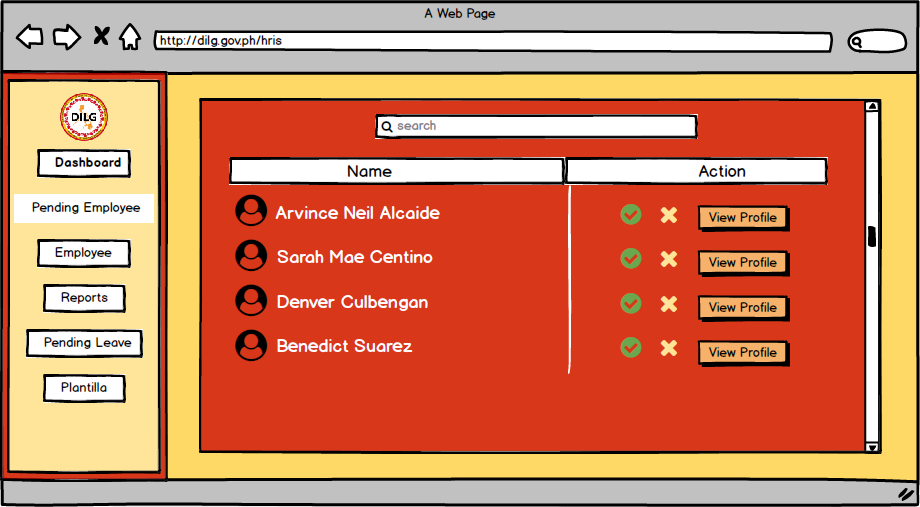 A Web Page
http://dilg.gov.ph/hris
DILG
Dashboard
Pending Employee
Employee
Reports
Pending Leave
Plantilla
search
Name Action
Arvince Neil Alcaide View Profile
Sarah Mae Centino View Profile
Denver Culbengan View Profile
Benedict Suarez View Profile